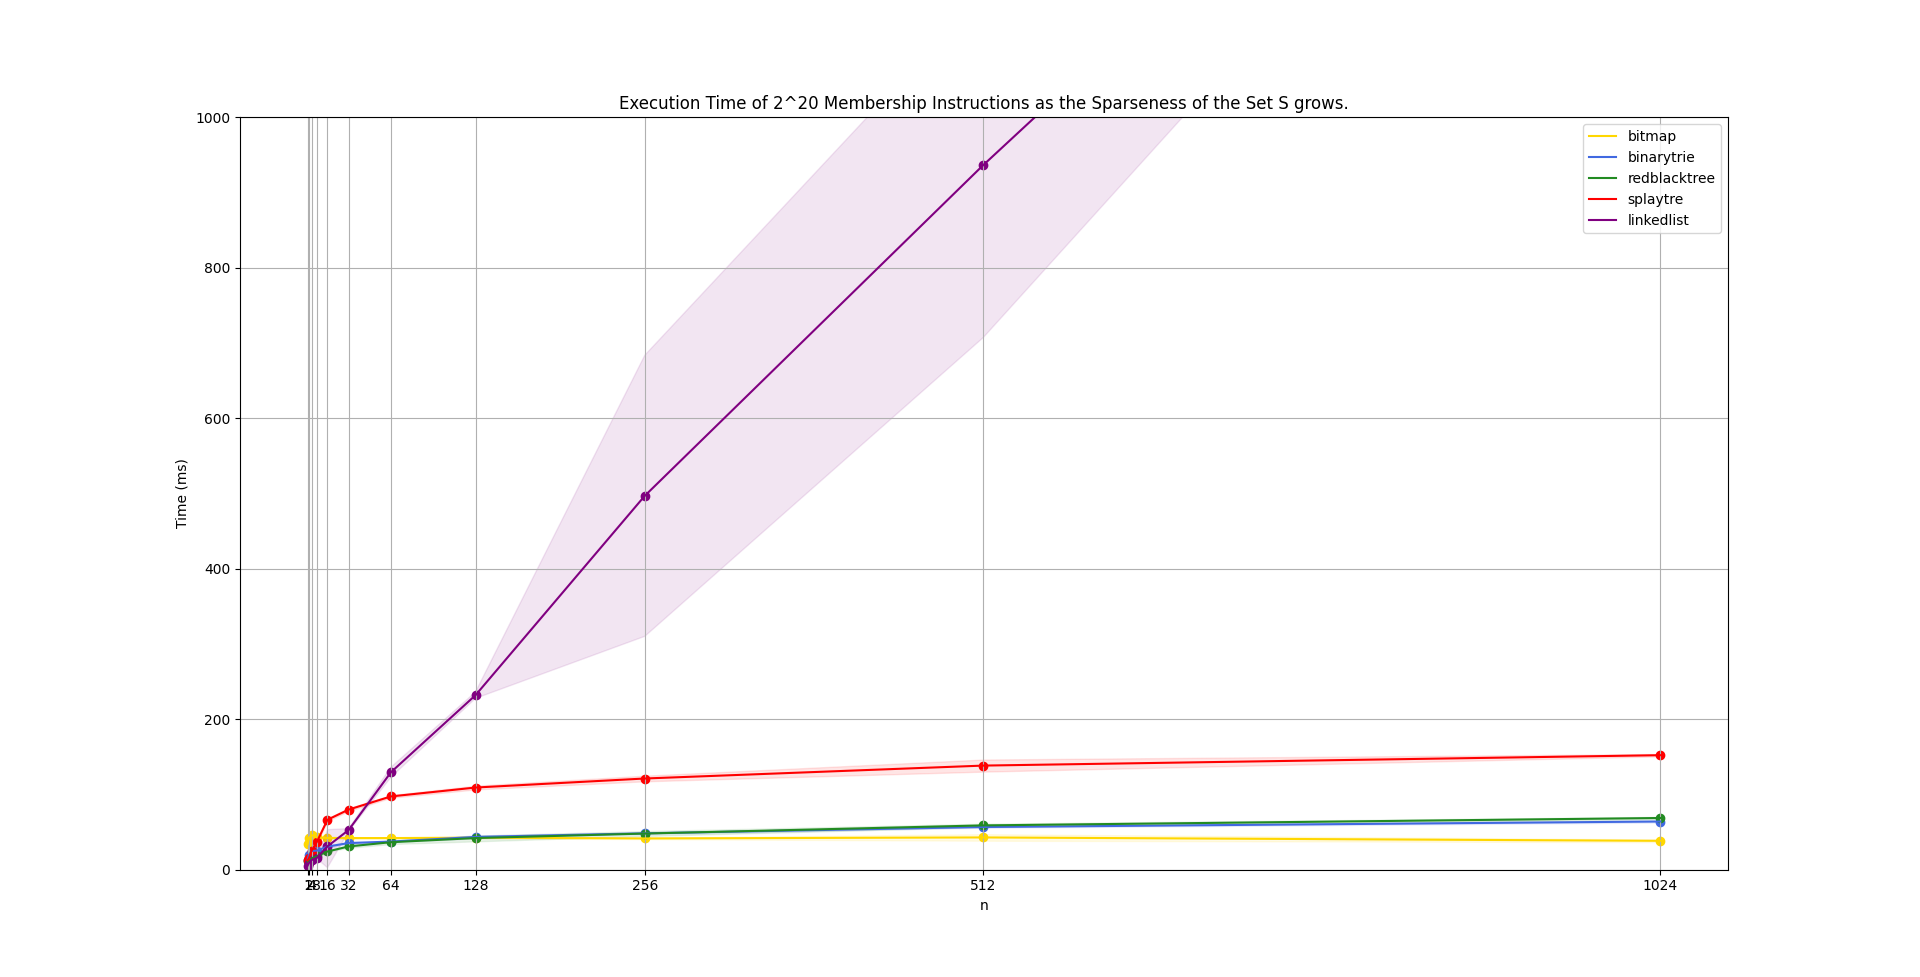 Execution Time of 2^20 Membership Instructions as the Sparseness of the Set S grows.
1000
800
600
400
200
0
Time (ms)
bitmap
binarytrie
redblacktree
splaytre
linkedlist
16 32 64 128 256 512 1024
n